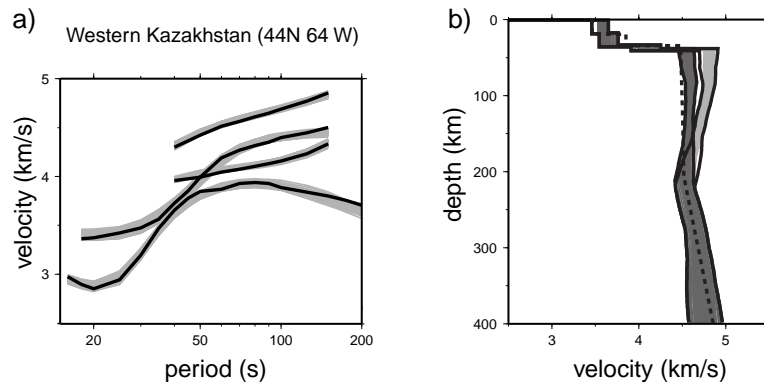 a)
Western Kazakhstan (44N 64 W)
velocity (km/s)
5
4
3
20
50
100
200
period (s)
b)
depth (km)
0
100
200
300
400
3
4
5
velocity (km/s)